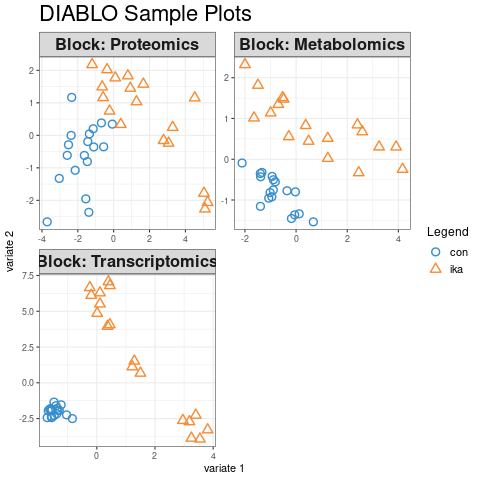 DIABLO Sample Plots
Block: Proteomics
Block: Metabolomics
2
1
0
-1
-2
-4
-2
0
2
4
2
1
0
-1
-2
0
2
4
Legend
con
ika
variate 2
Block: Transcriptomics
7.5
5.0
2.5
0.0
-2.5
0
2
4
variate 1